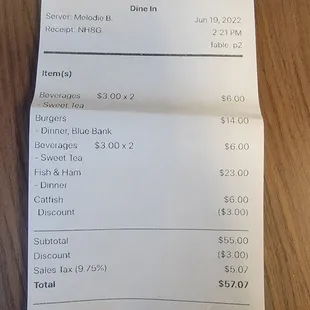 Dine In
Server: Melodie B. Jun 19, 2022
Receipt: NH8G 2:21 PM
Table: p2
Item(s)
Beverages $3.00 x 2 $6.00
- Sweet Tea
Burgers $14.00
- Dinner, Blue Bank
Beverages $3.00 x 2 $6.00
- Sweet Tea
Fish & Ham $23.00
- Dinner
Catfish $6.00
Discount ($3.00)
Subtotal $55.00
Discount ($3.00)
Sales Tax (9.75%) $5.07
Total $57.07